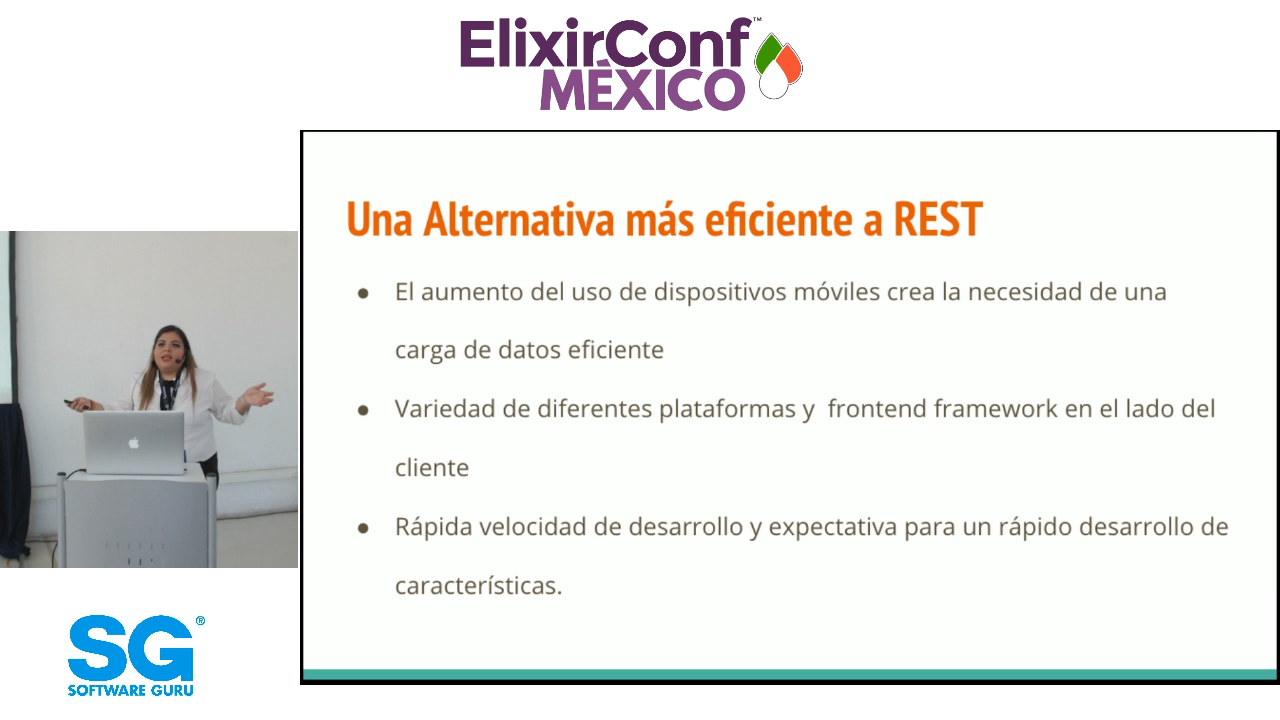 ElixirConf™
MÉXICO
Una Alternativa más eficiente a REST
● El aumento del uso de dispositivos móviles crea la necesidad de una
carga de datos eficiente
● Variedad de diferentes plataformas y frontend framework en el lado del
cliente
● Rápida velocidad de desarrollo y expectativa para un rápido desarrollo de
características.
SG®
SOFTWARE GURU